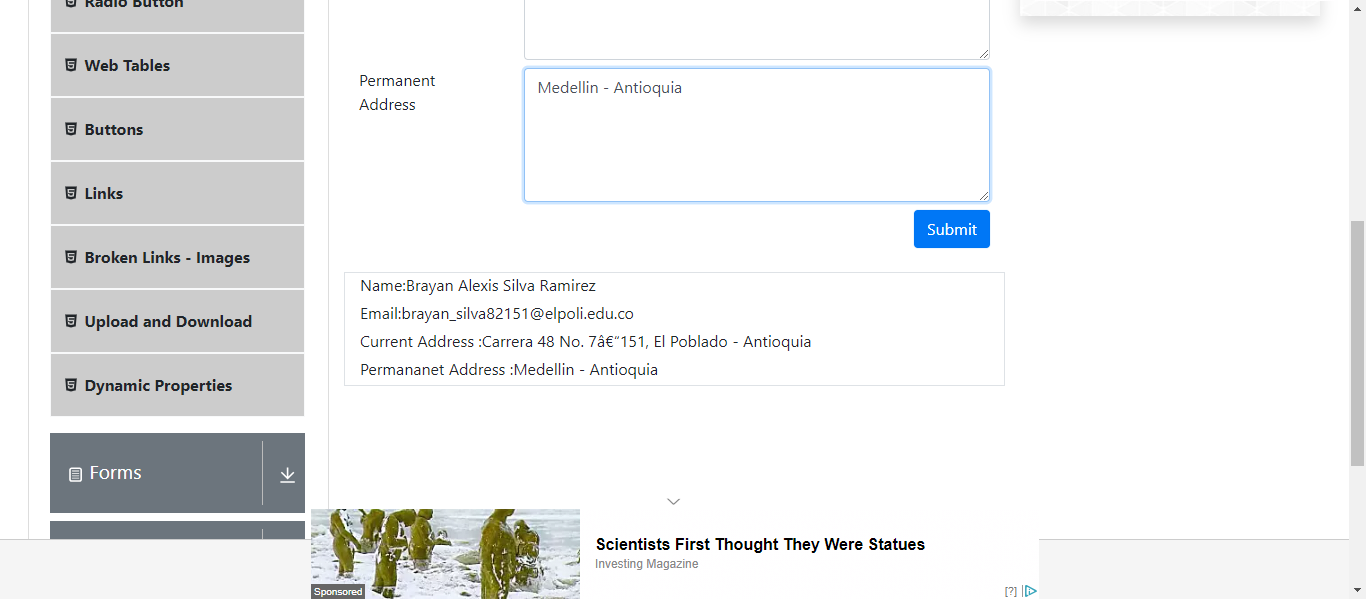 Radio Button
Web Tables
Buttons
Links
Broken Links - Images
Upload and Download
Dynamic Properties
Forms
Permanent
Address
Medellin - Antioquia
Submit
Name:Brayan Alexis Silva Ramirez
Email:brayan_silva82151@elpoli.edu.co
Current Address :Carrera 48 No. 7â€“151, El Poblado - Antioquia
Permananet Address :Medellin - Antioquia
Scientists First Thought They Were Statues
Investing Magazine
Sponsored
[?]